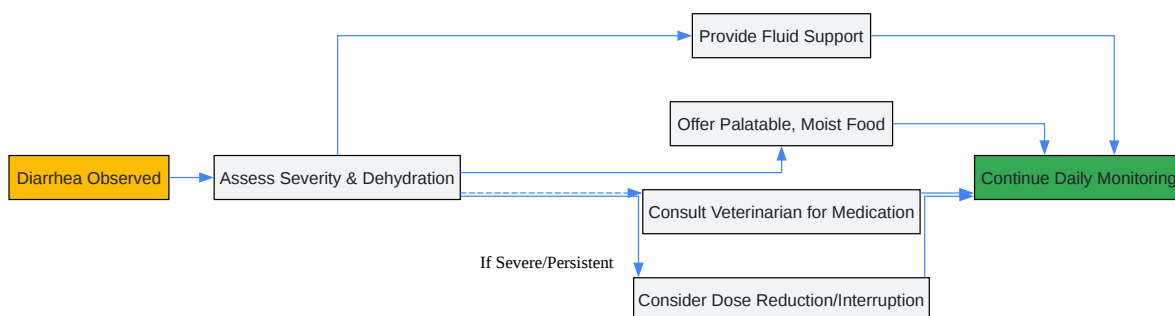 Provide Fluid Support
Offer Palatable, Moist Food
Diarrhea Observed
Assess Severity & Dehydration
Continue Daily Monitoring
Consult Veterinarian for Medication
If Severe/Persistent
Consider Dose Reduction/Interruption